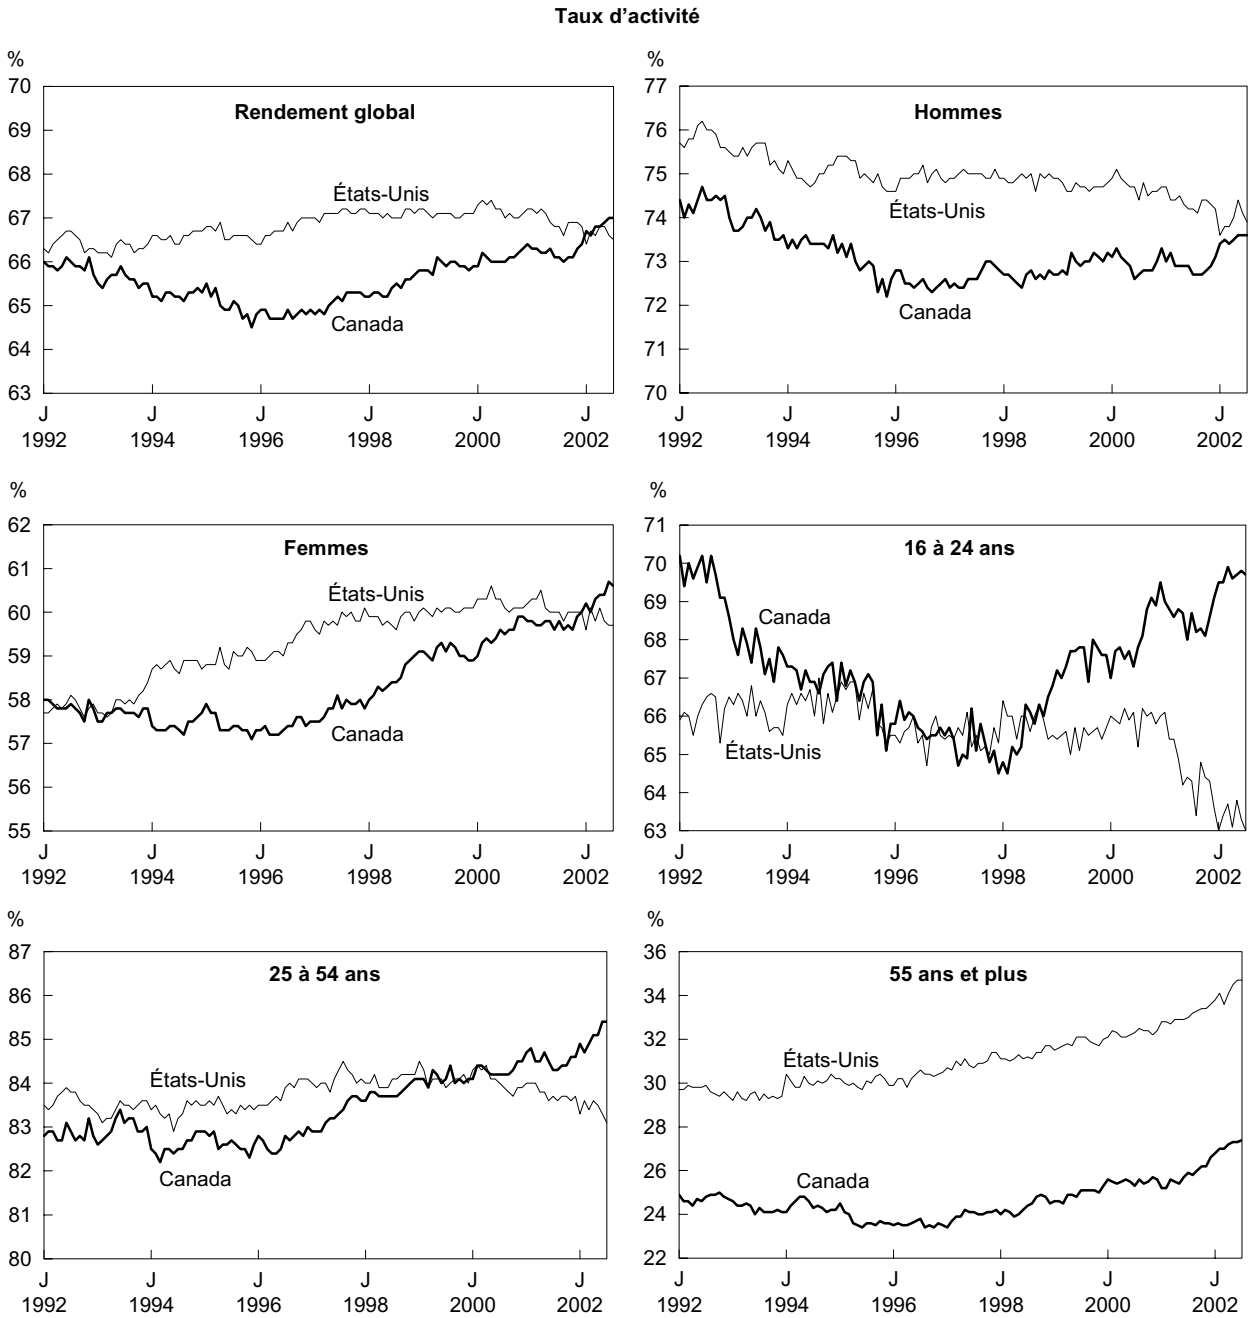 Taux d'activité
%
70
69
68
67
66
65
64
63
Rendement global
États-Unis
Canada
J J J J J J
1992 1994 1996 1998 2000 2002
%
77
76
75
74
73
72
71
70
Hommes
États-Unis
Canada
J J J J J J
1992 1994 1996 1998 2000 2002
%
62
61
60
59
58
57
56
55
Femmes
États-Unis
Canada
J J J J J J
1992 1994 1996 1998 2000 2002
%
71
70
69
68
67
66
65
64
63
16 à 24 ans
Canada
États-Unis
J J J J J J
1992 1994 1996 1998 2000 2002
%
87
86
85
84
83
82
81
80
25 à 54 ans
États-Unis
Canada
J J J J J J
1992 1994 1996 1998 2000 2002
%
36
34
32
30
28
26
24
22
55 ans et plus
États-Unis
Canada
J J J J J J
1992 1994 1996 1998 2000 2002